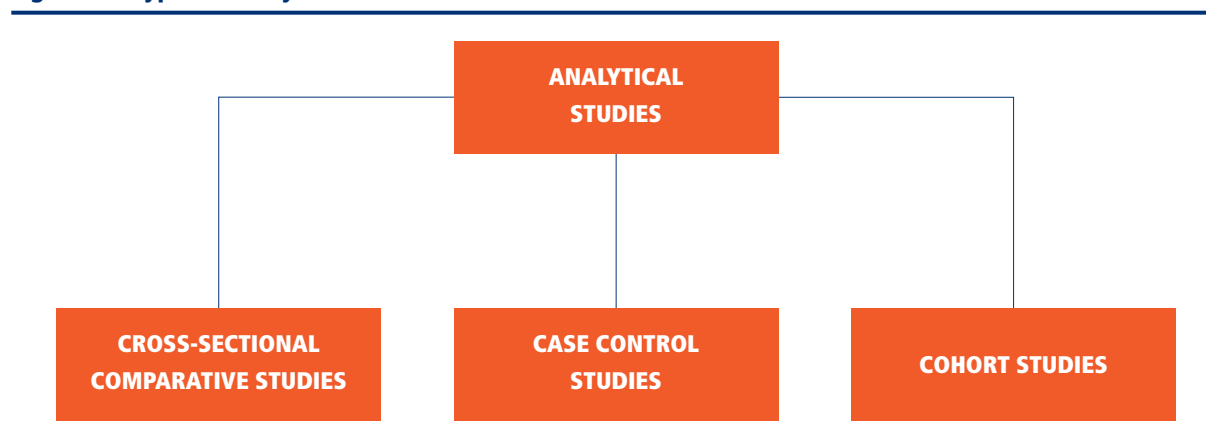 ANALYTICAL
STUDIES
CROSS-SECTIONAL
COMPARATIVE STUDIES
CASE CONTROL
STUDIES
COHORT STUDIES